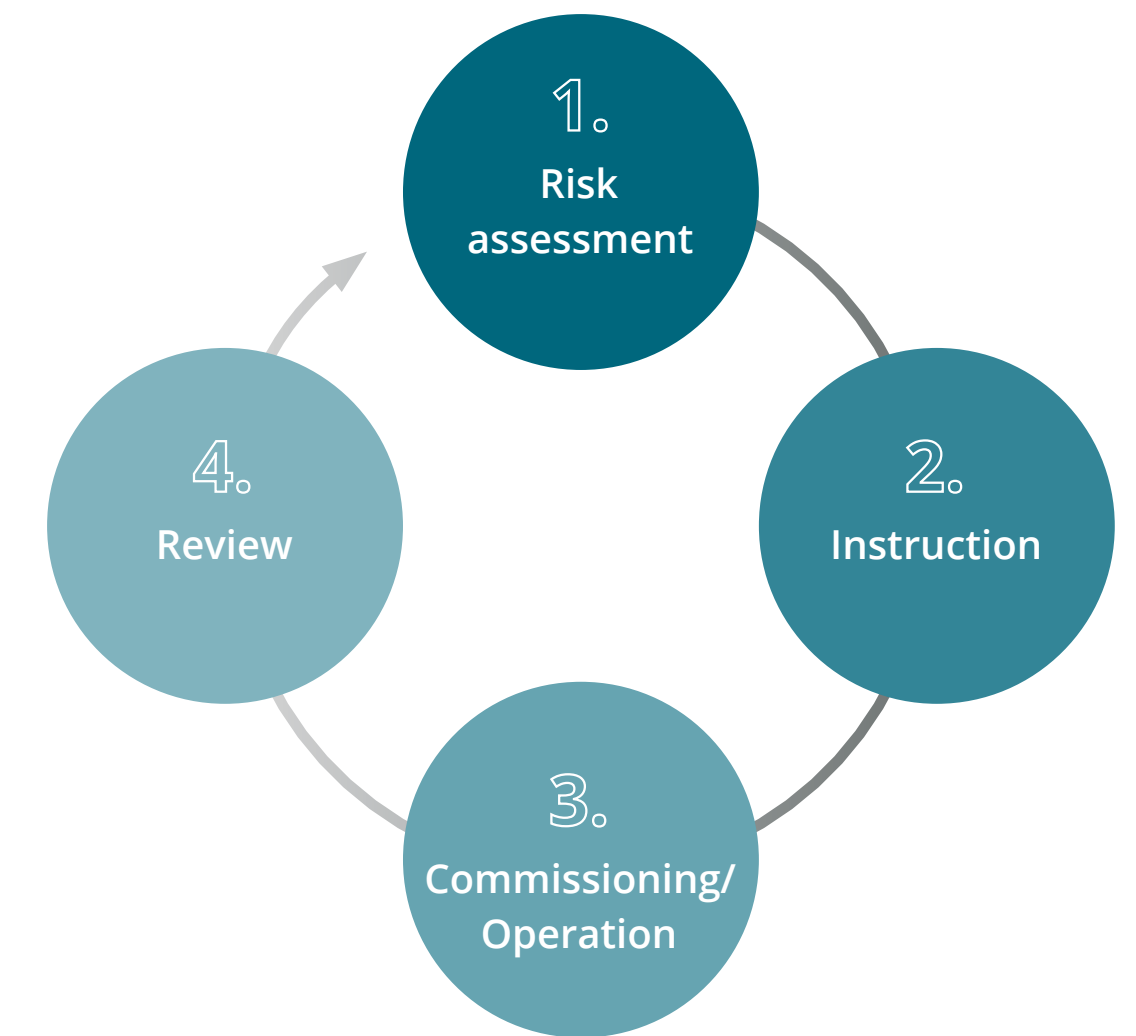 1.
Risk
assessment
2.
Instruction
3.
Commissioning/
Operation
4.
Review